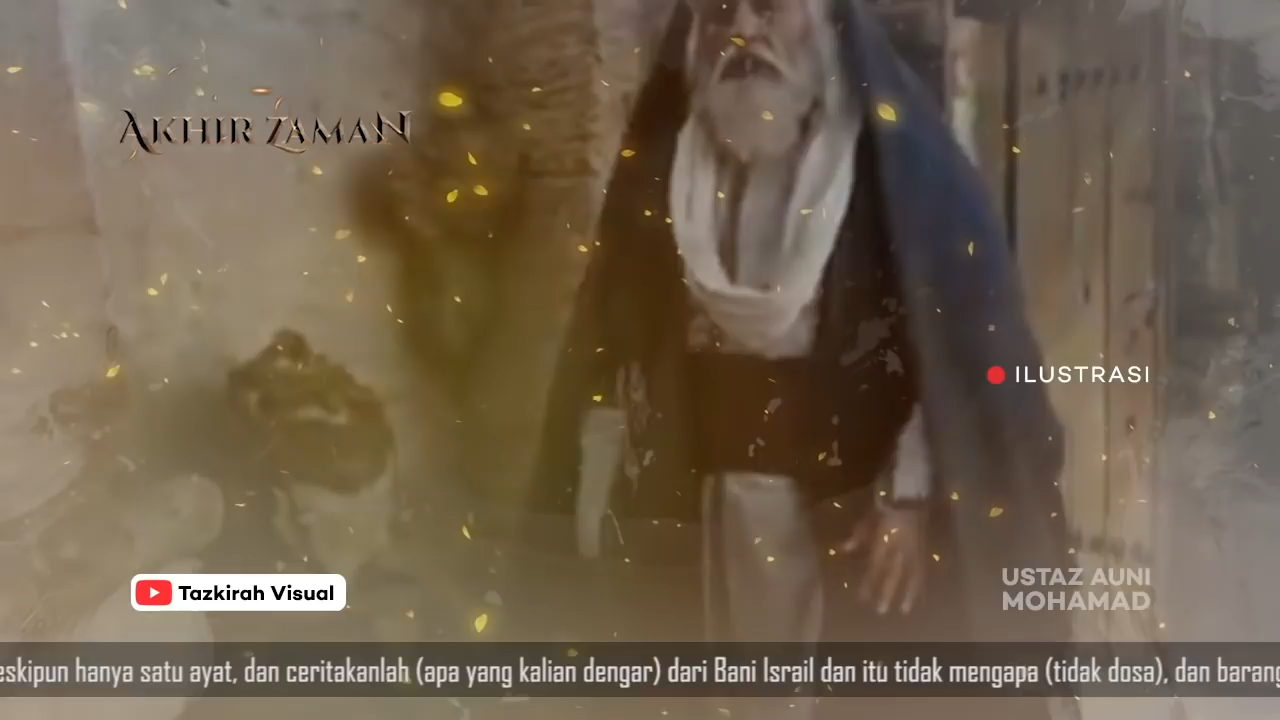 AKHIR ZAMAN
ILUSTRASI
Tazkirah Visual
USTAZ AUNI
MOHAMAD
eskipun hanya satu ayat, dan ceritakanlah (apa yang kalian dengar) dari Bani Israil dan itu tidak mengapa (tidak dosa), dan barang